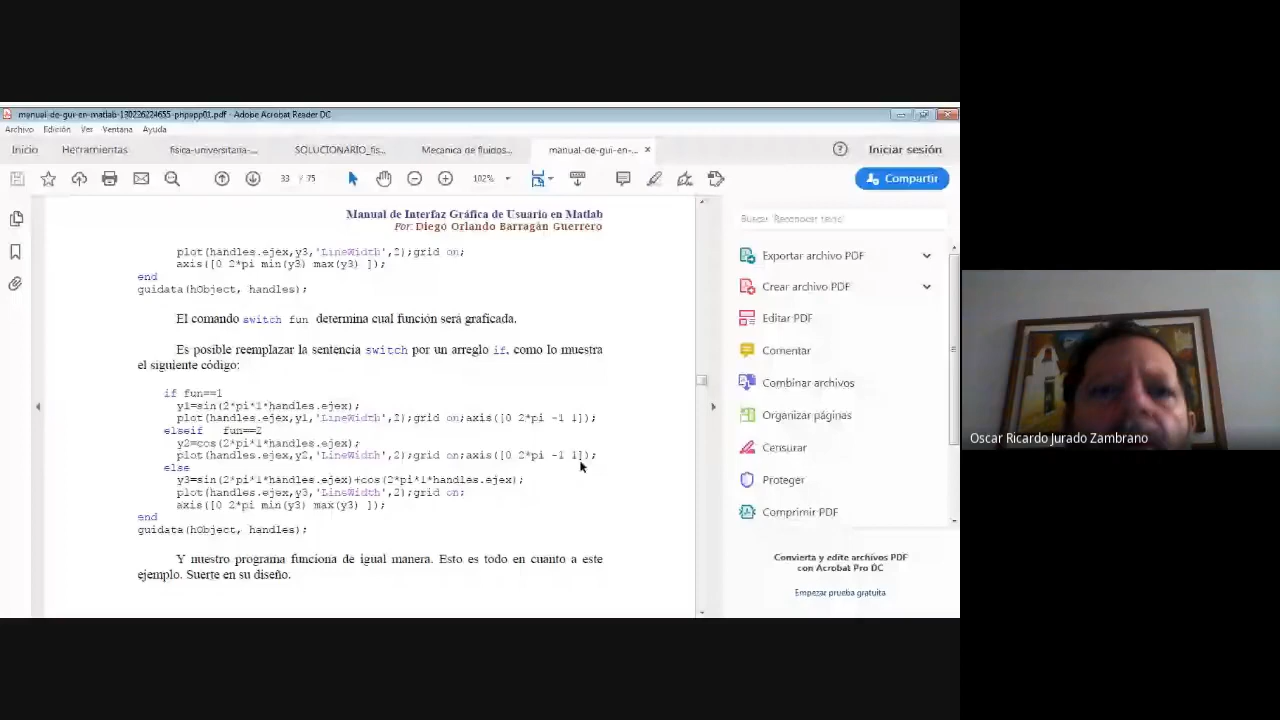 manual-de-gui-en-matlab-130226224655-phpapp01.pdf - Adobe Acrobat Reader DC
Archivo Edición Ver Ventana Ayuda
Inicio Herramientas fisica-universitaria-... SOLUCIONARIO_fis... Mecanica de fluidos... manual-de-gui-en-... × Iniciar sesión
33 / 75 102% Compartir
Manual de Interfaz Gráfica de Usuario en Matlab
Por: Diego Orlando Barragán Guerrero
plot(handles.ejex,y3,'LineWidth',2);grid on;
axis([0 2*pi min(y3) max(y3) ]);
end
guidata(hObject, handles);
El comando switch fun determina cual función será graficada.
Es posible reemplazar la sentencia switch por un arreglo if, como lo muestra
el siguiente código:
if fun==1
y1=sin(2*pi*1*handles.ejex);
plot(handles.ejex,y1,'LineWidth',2);grid on;axis([0 2*pi -1 1]);
elseif fun==2
y2=cos(2*pi*1*handles.ejex);
plot(handles.ejex,y2,'LineWidth',2);grid on;axis([0 2*pi -1 1]);
else
y3=sin(2*pi*1*handles.ejex)+cos(2*pi*1*handles.ejex);
plot(handles.ejex,y3,'LineWidth',2);grid on;
axis([0 2*pi min(y3) max(y3) ]);
end
guidata(hObject, handles);
Y nuestro programa funciona de igual manera. Esto es todo en cuanto a este
ejemplo. Suerte en su diseño.
Exportar archivo PDF
Crear archivo PDF
Editar PDF
Comentar
Combinar archivos
Organizar páginas
Censurar
Proteger
Comprimir PDF
Convierta y edite archivos PDF
con Acrobat Pro DC
Empezar prueba gratuita
Oscar Ricardo Jurado Zambrano